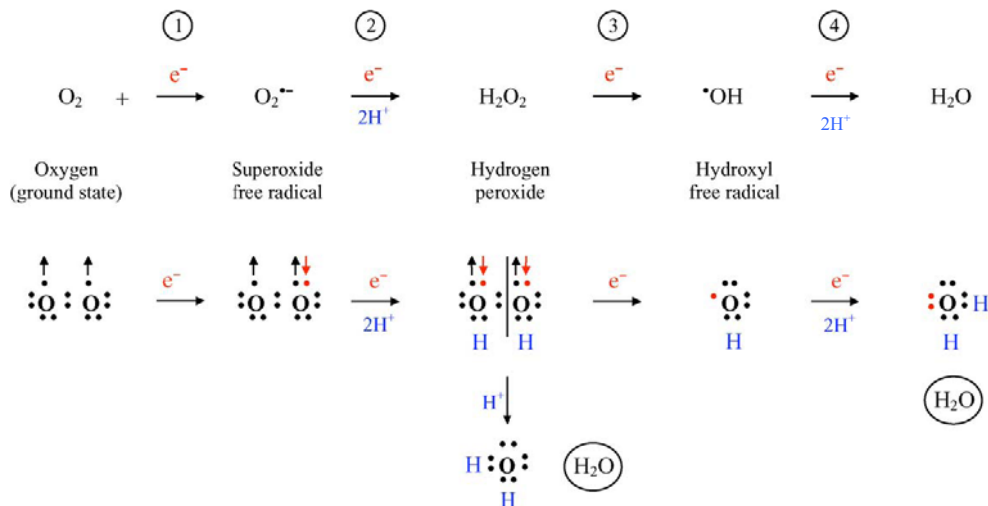 ① ② ③ ④
O₂ + e⁻ O₂•⁻ e⁻ H₂O₂ e⁻ •OH e⁻ H₂O
2H⁺ 2H⁺
Oxygen Superoxide Hydrogen Hydroxyl
(ground state) free radical peroxide free radical
e⁻ e⁻ e⁻ e⁻
O O O O O O O O H
2H⁺ 2H⁺
H H H H
H⁺ H₂O
H O H₂O
H